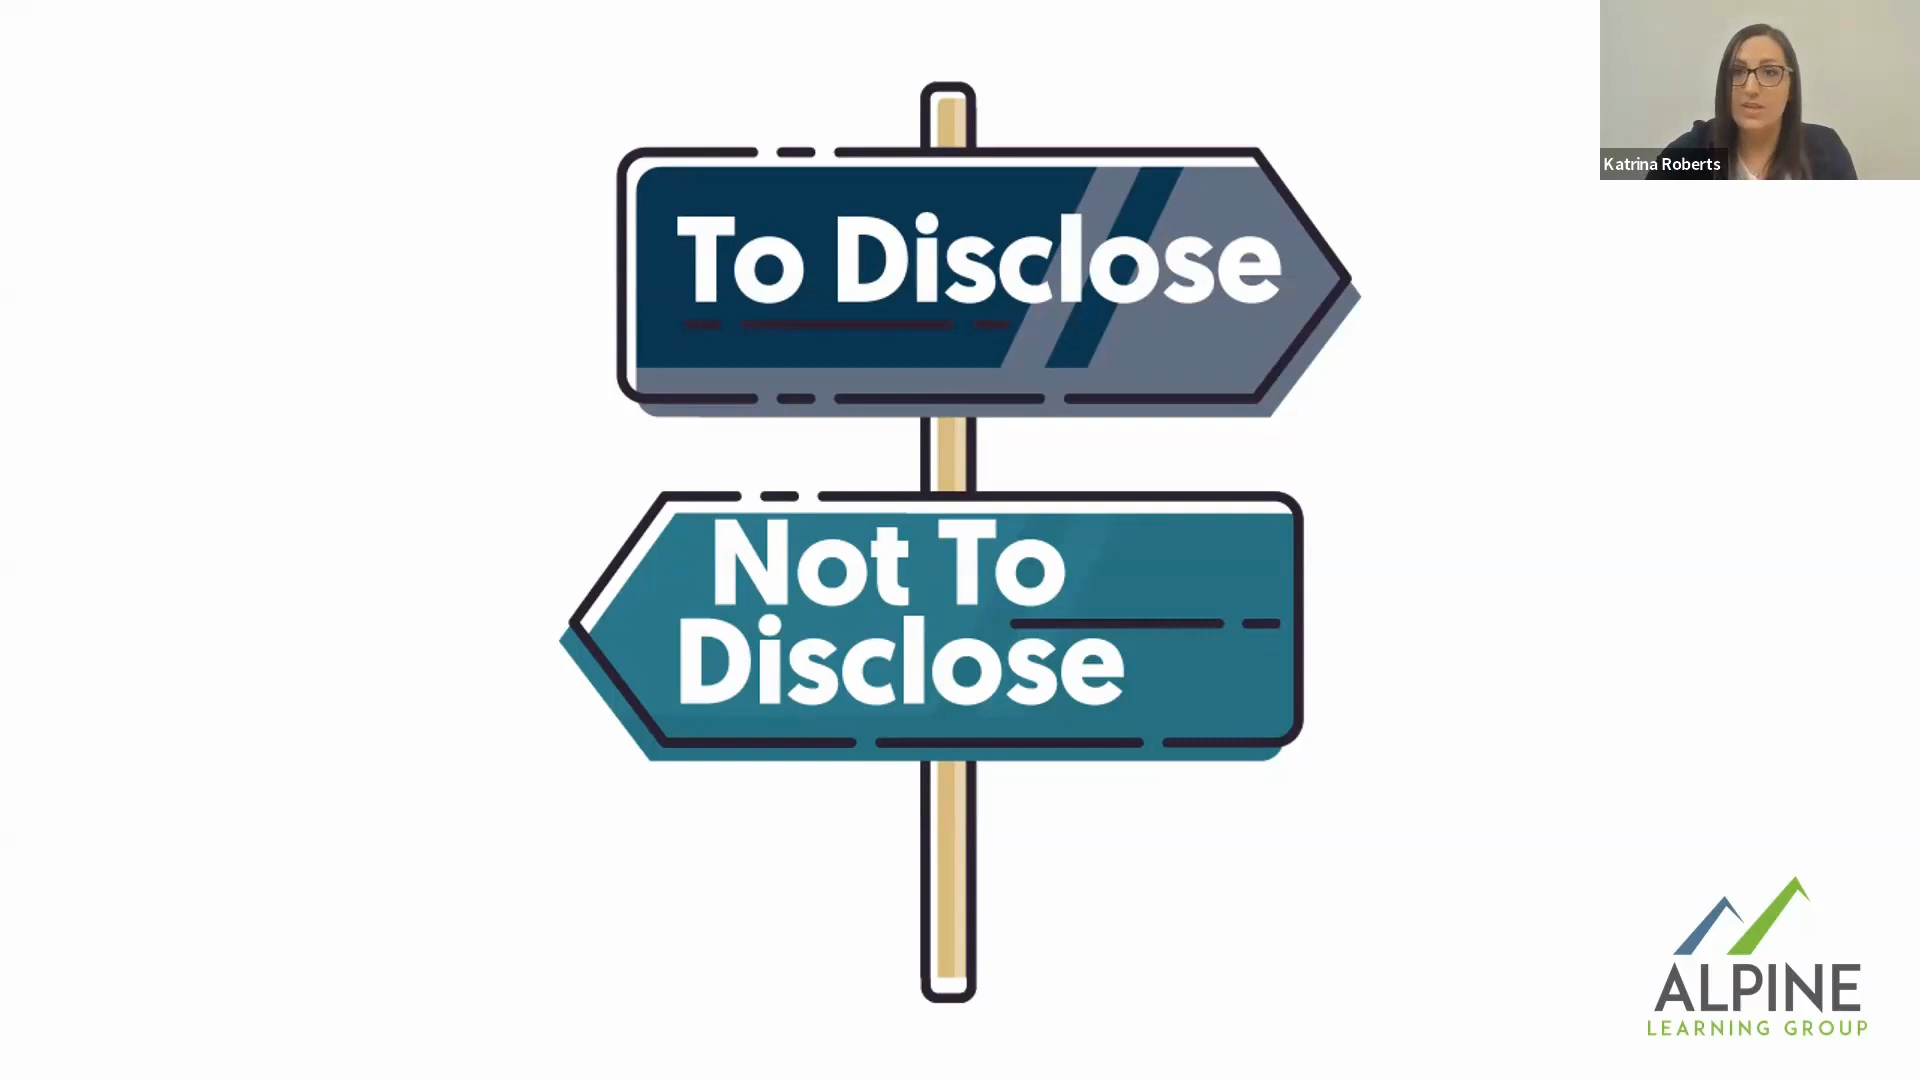 To Disclose
Not To
Disclose
Katrina Roberts
ALPINE
LEARNING GROUP